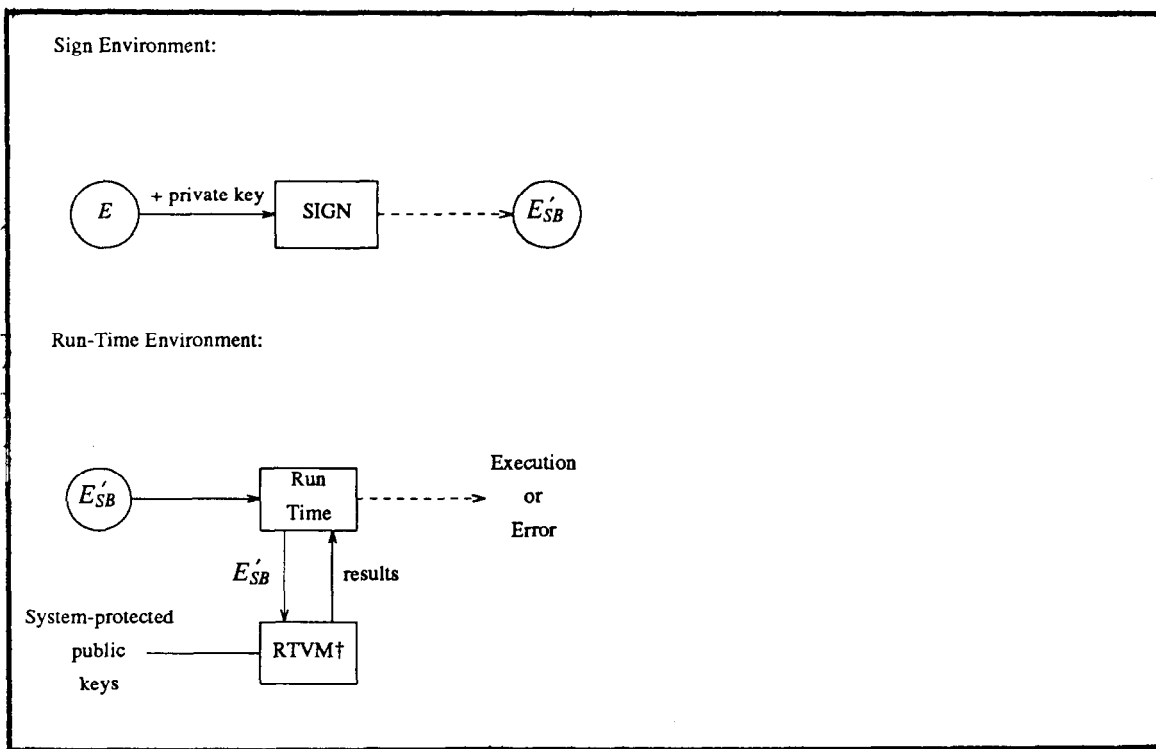 Sign Environment:
E
+ private key
SIGN
E′SB
Run-Time Environment:
E′SB
Run
Time
Execution
or
Error
E′SB
results
System-protected
public
keys
RTVM†